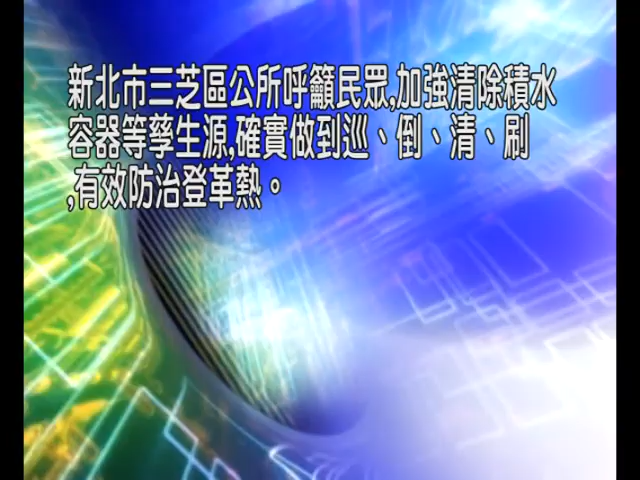 新北市三芝區公所呼籲民眾,加強清除積水
容器等孳生源,確實做到巡、倒、清、刷
,有效防治登革熱。